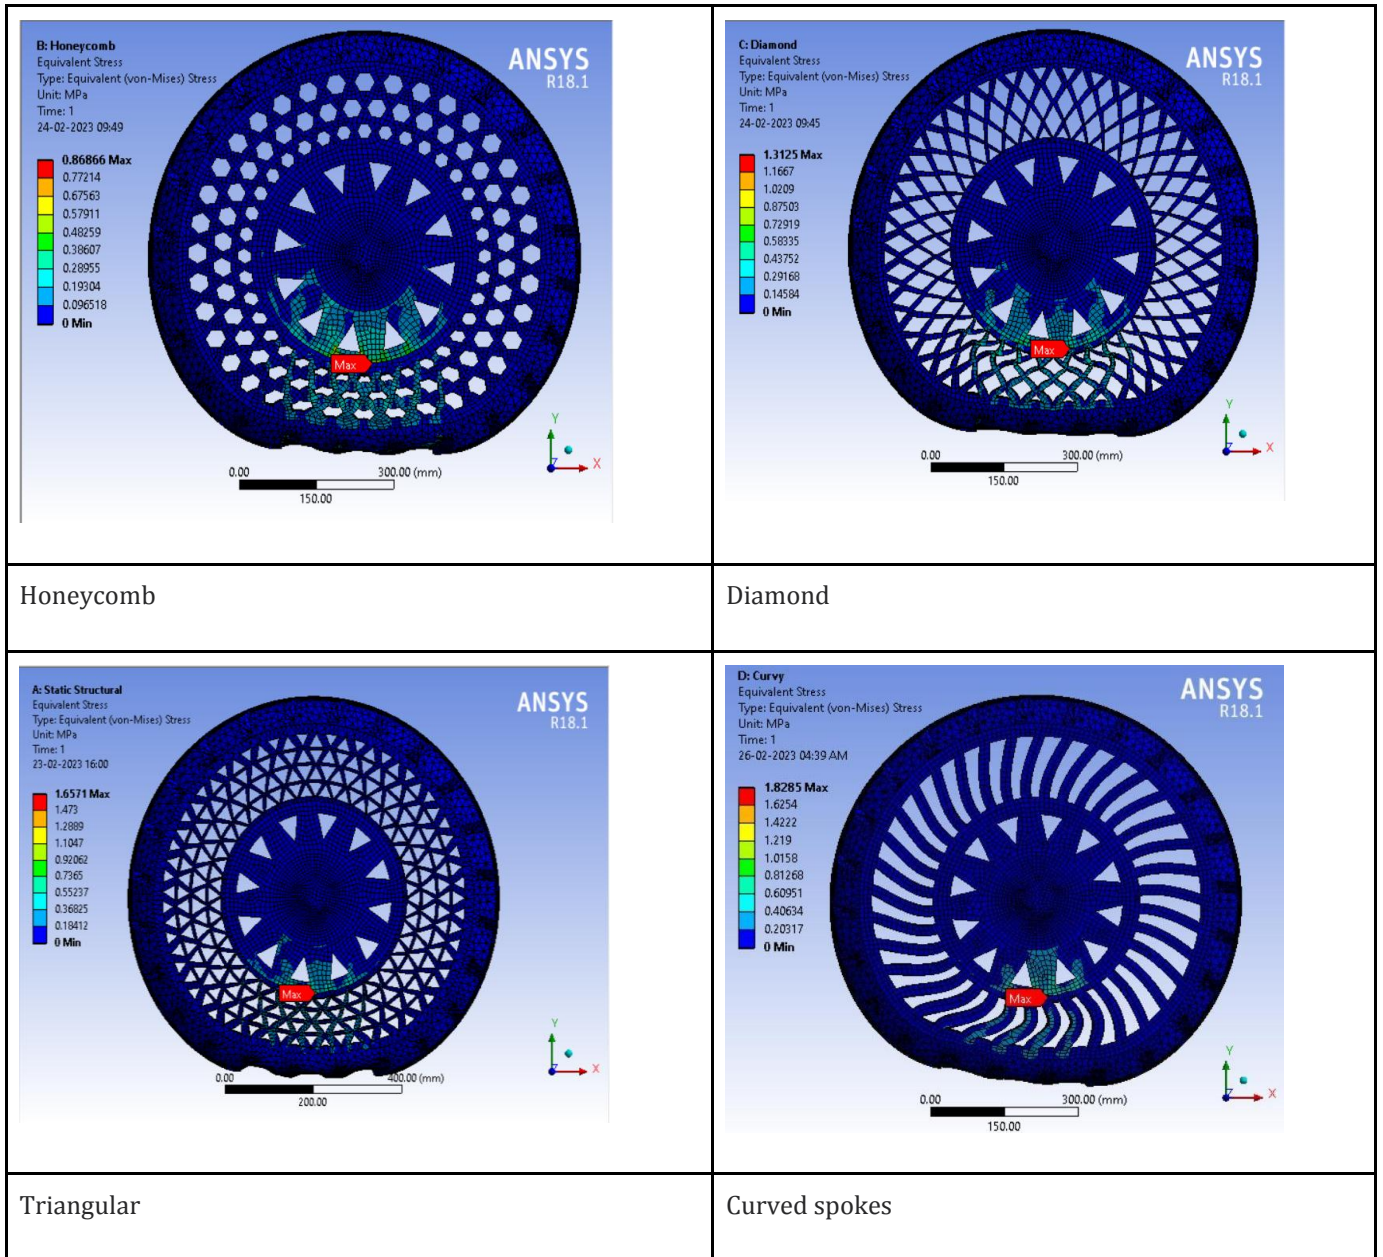 B: Honeycomb
Equivalent Stress
Type: Equivalent (von-Mises) Stress
Unit: MPa
Time: 1
24-02-2023 09:49
ANSYS
R18.1
0.86866 Max
0.77214
0.67563
0.57911
0.48259
0.38607
0.28955
0.19304
0.096518
0 Min
Max
0.00
300.00 (mm)
150.00
Y
Z
X
C: Diamond
Equivalent Stress
Type: Equivalent (von-Mises) Stress
Unit: MPa
Time: 1
24-02-2023 09:45
ANSYS
R18.1
1.3125 Max
1.1667
1.0209
0.87503
0.72919
0.58335
0.43752
0.29168
0.14584
0 Min
Max
0.00
300.00 (mm)
150.00
Y
Z
X
Honeycomb
Diamond
A: Static Structural
Equivalent Stress
Type: Equivalent (von-Mises) Stress
Unit: MPa
Time: 1
23-02-2023 16:00
ANSYS
R18.1
1.6571 Max
1.473
1.2889
1.1047
0.92062
0.7365
0.55237
0.36825
0.18412
0 Min
Max
0.00
400.00 (mm)
200.00
Y
Z
X
D: Curvy
Equivalent Stress
Type: Equivalent (von-Mises) Stress
Unit: MPa
Time: 1
26-02-2023 04:39 AM
ANSYS
R18.1
1.8285 Max
1.6254
1.4222
1.219
1.0158
0.81268
0.60951
0.40634
0.20317
0 Min
Max
0.00
300.00 (mm)
150.00
Y
Z
X
Triangular
Curved spokes